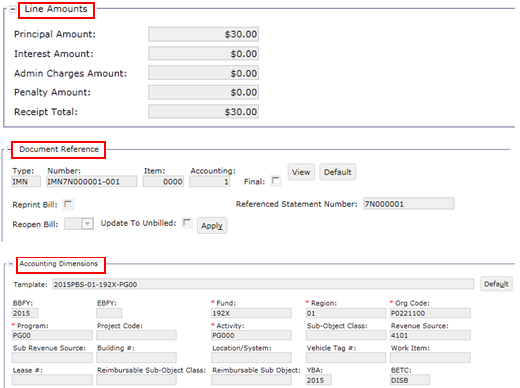 Line Amounts
Principal Amount: $30.00
Interest Amount: $0.00
Admin Charges Amount: $0.00
Penalty Amount: $0.00
Receipt Total: $30.00
Document Reference
Type: Number: Item: Accounting:
IMN IMN7N000001-001 0000 1 Final: View Default
Reprint Bill: Referenced Statement Number: 7N000001
Reopen Bill: Update To Unbilled: Apply
Accounting Dimensions
Template: 2015PBS-01-192X-PG00 Default
BBFY: EBFY: * Fund: * Region: * Org Code:
2015 192X 01 P0221100
* Program: Project Code: * Activity: Sub-Object Class: Revenue Source:
PG00 PG000 4101
Sub Revenue Source: Building #: Location/System: Vehicle Tag #: Work Item:
Lease #: Reimbursable Sub-Object Class: Reimbursable Sub Object: YBA: BETC:
2015 DISB